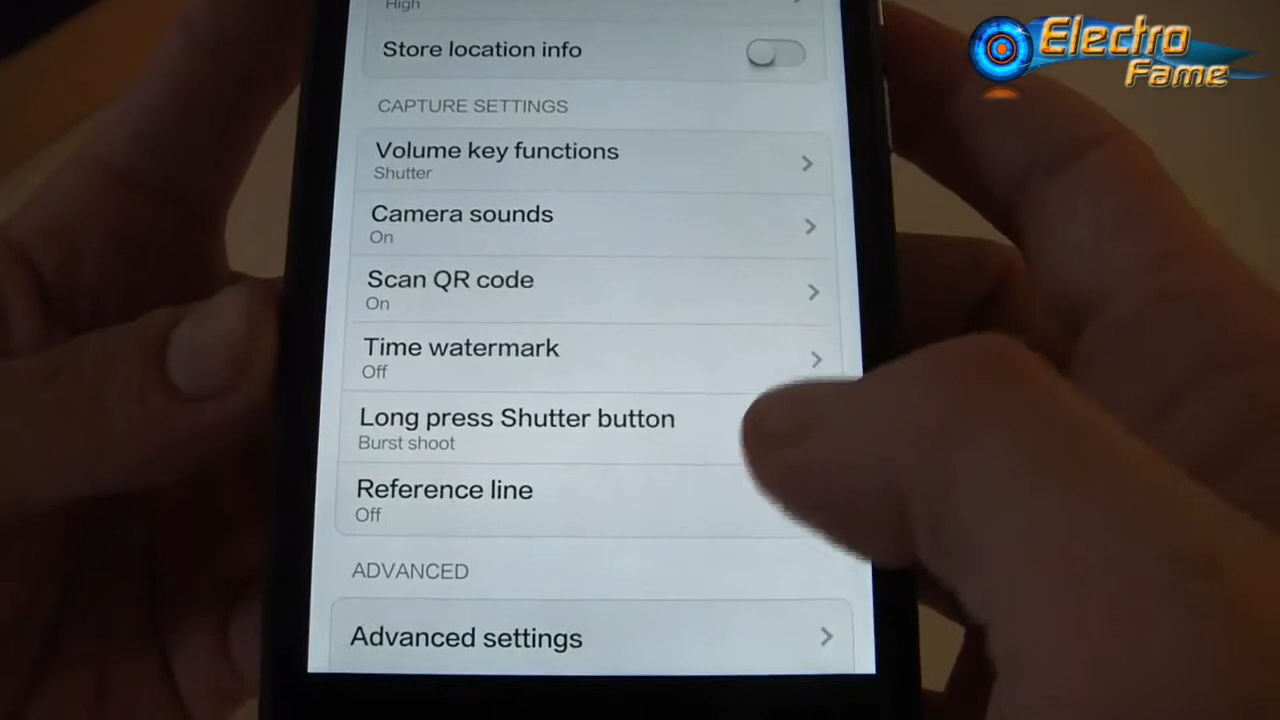 High
Store location info
CAPTURE SETTINGS
Volume key functions
Shutter
Camera sounds
On
Scan QR code
On
Time watermark
Off
Long press Shutter button
Burst shoot
Reference line
Off
ADVANCED
Advanced settings
Electro
Fame